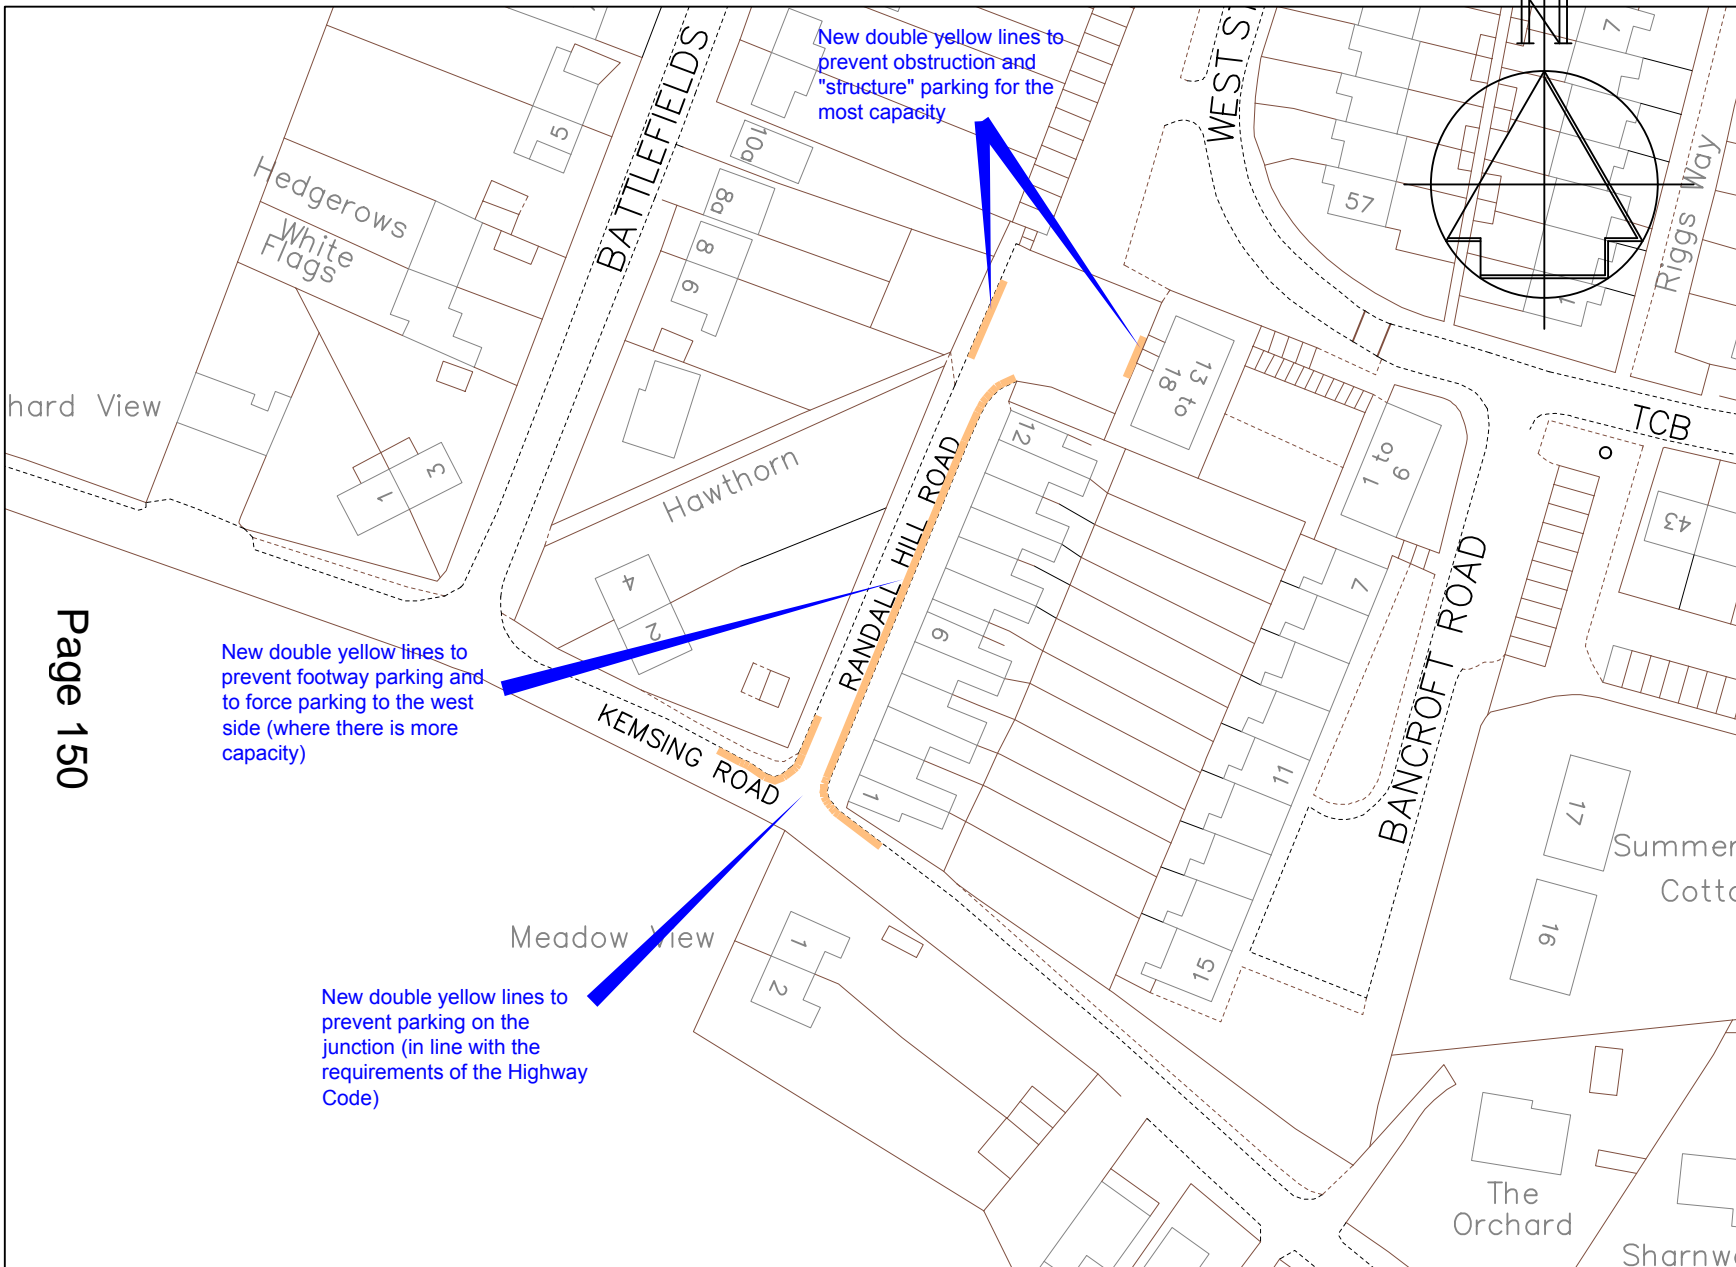 New double yellow lines to
prevent obstruction and
"structure" parking for the
most capacity
WEST S
7
BATTLEFIELDS
5
10a
8a
8
6
Hedgerows
White
Flags
57
1
Riggs Way
hard View
3
1
13 to
18
12
TCB
1 to 6
43
Hawthorn
RANDALL HILL ROAD
4
2
6
7
BANCROFT ROAD
Page 150
New double yellow lines to
prevent footway parking and
to force parking to the west
side (where there is more
capacity)
KEMSING ROAD
1
11
17
Summer
Cotta
16
15
Meadow View
1
2
New double yellow lines to
prevent parking on the
junction (in line with the
requirements of the Highway
Code)
The
Orchard
Sharnw